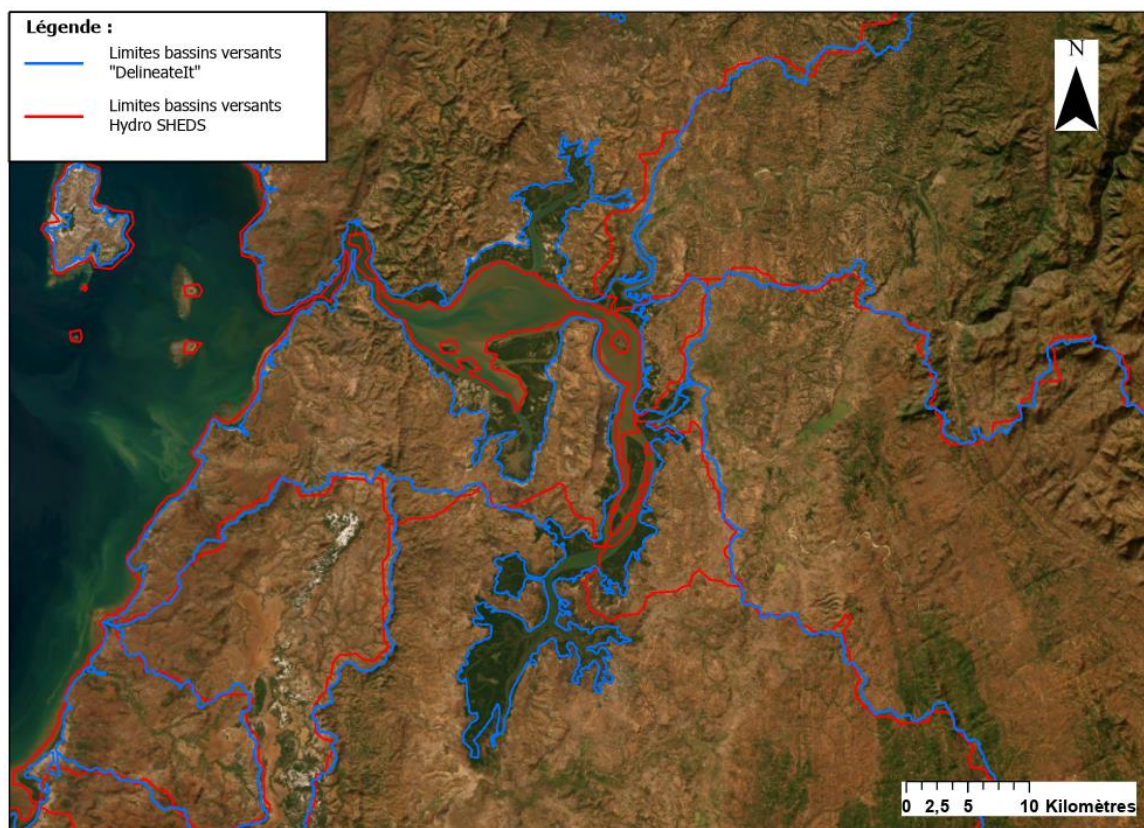 Légende :
Limites bassins versants
"DelineateIt"
Limites bassins versants
Hydro SHEDS
N
0 2,5 5 10 Kilomètres